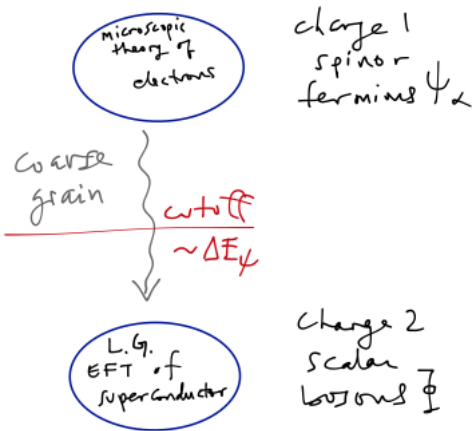 microscopic
theory of
electrons
charge 1
spinor
fermions ψα
coarse
grain
cutoff
~ΔEψ
L.G.
EFT of
superconductor
charge 2
scalar
bosons Φ